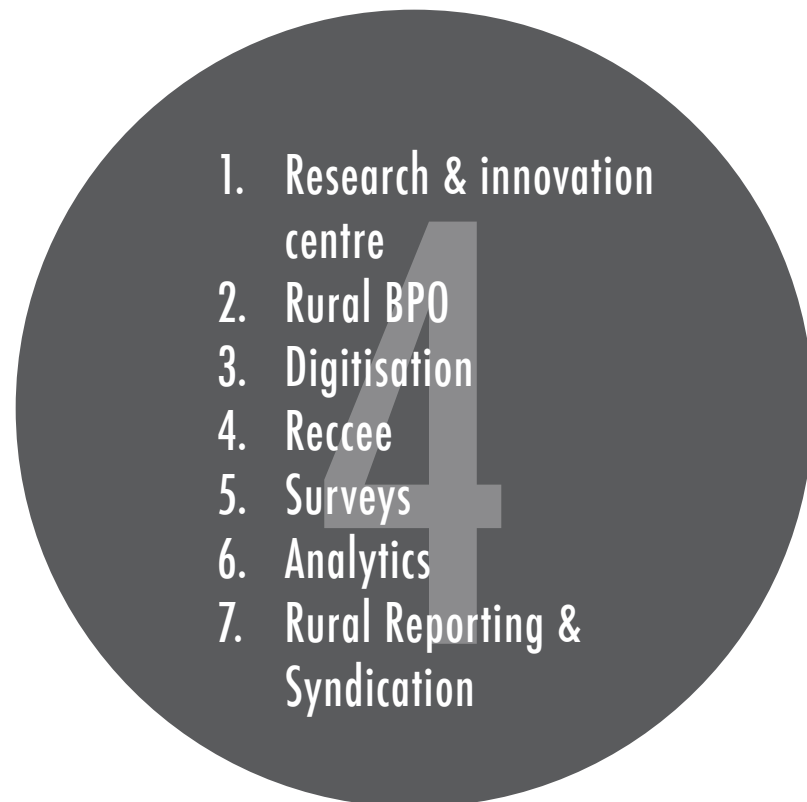 1. Research & innovation
centre
2. Rural BPO
3. Digitisation
4. Reccee
5. Surveys
6. Analytics
7. Rural Reporting &
Syndication
4